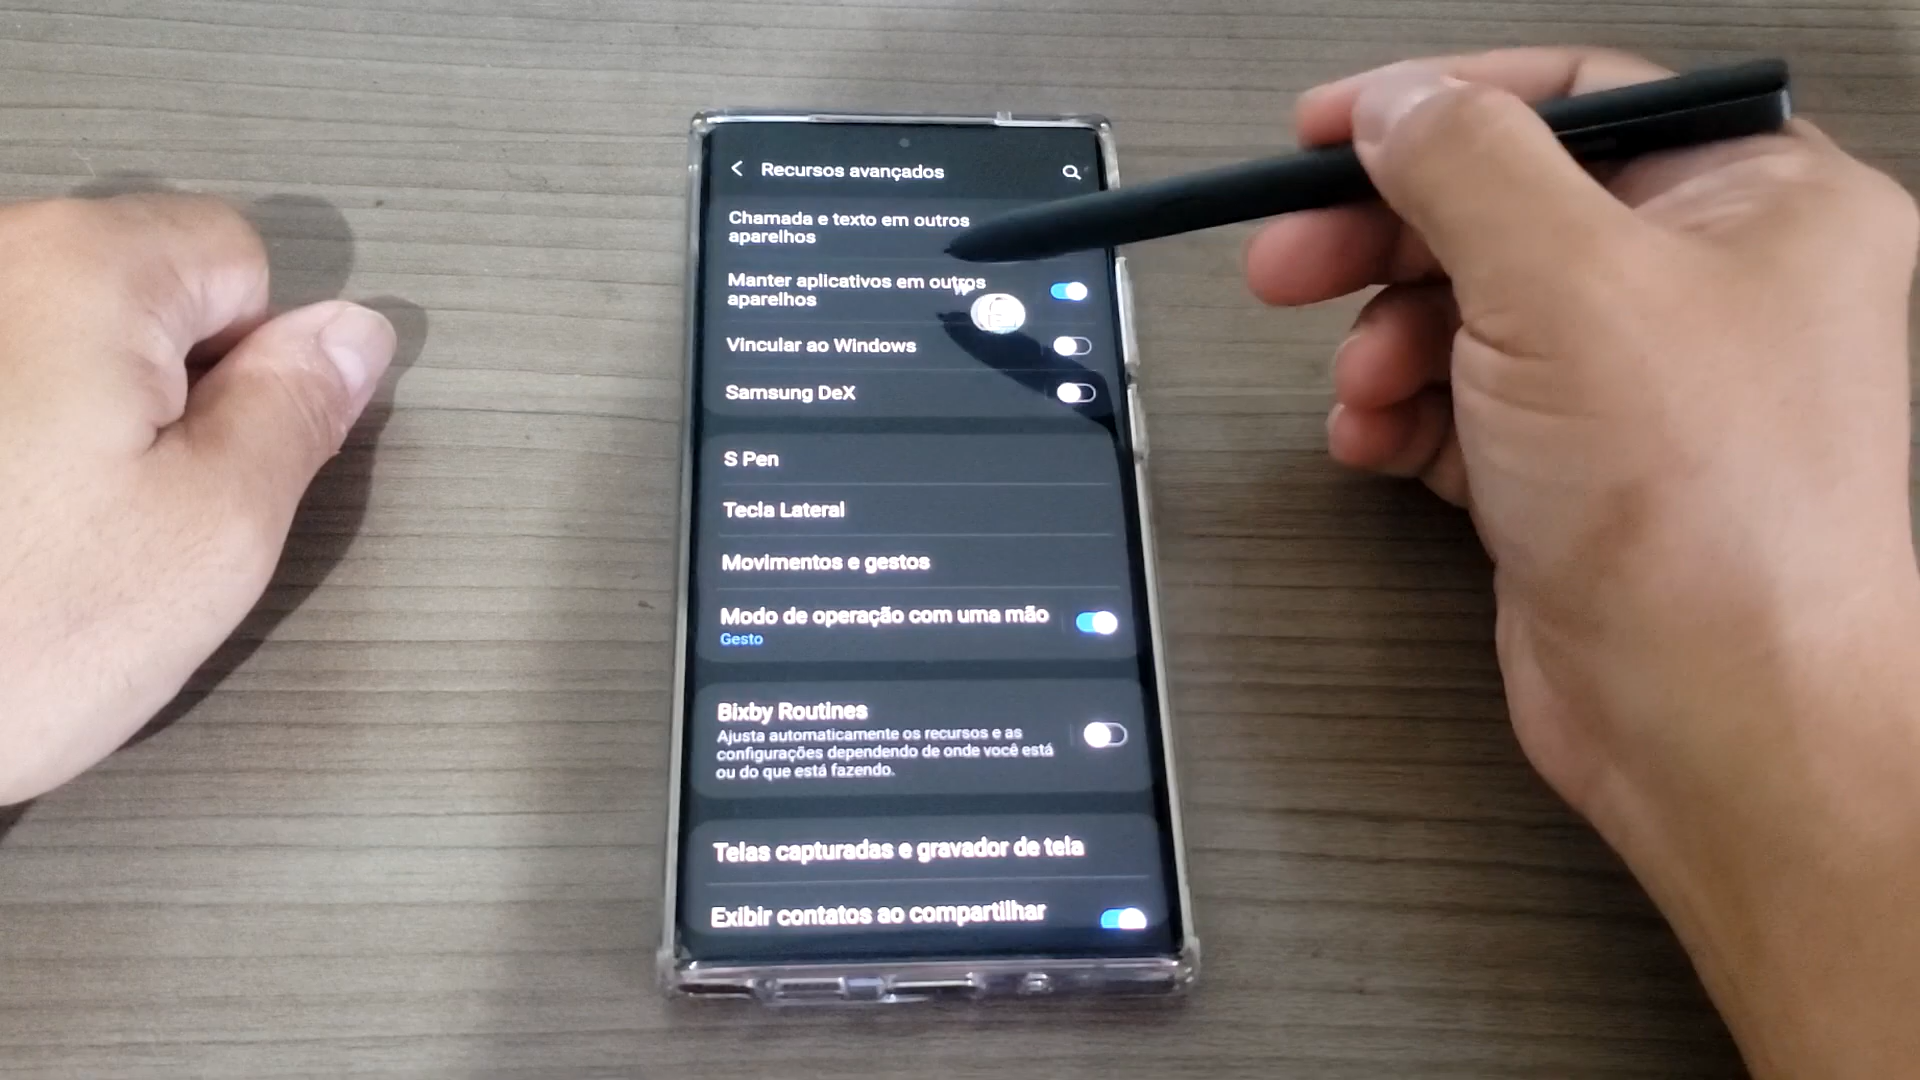 Recursos avançados
Chamada e texto em outros
aparelhos
Manter aplicativos em outros
aparelhos
Vincular ao Windows
Samsung DeX
S Pen
Tecla Lateral
Movimentos e gestos
Modo de operação com uma mão
Gesto
Bixby Routines
Ajusta automaticamente os recursos e as
configurações dependendo de onde você está
ou do que está fazendo.
Telas capturadas e gravador de tela
Exibir contatos ao compartilhar